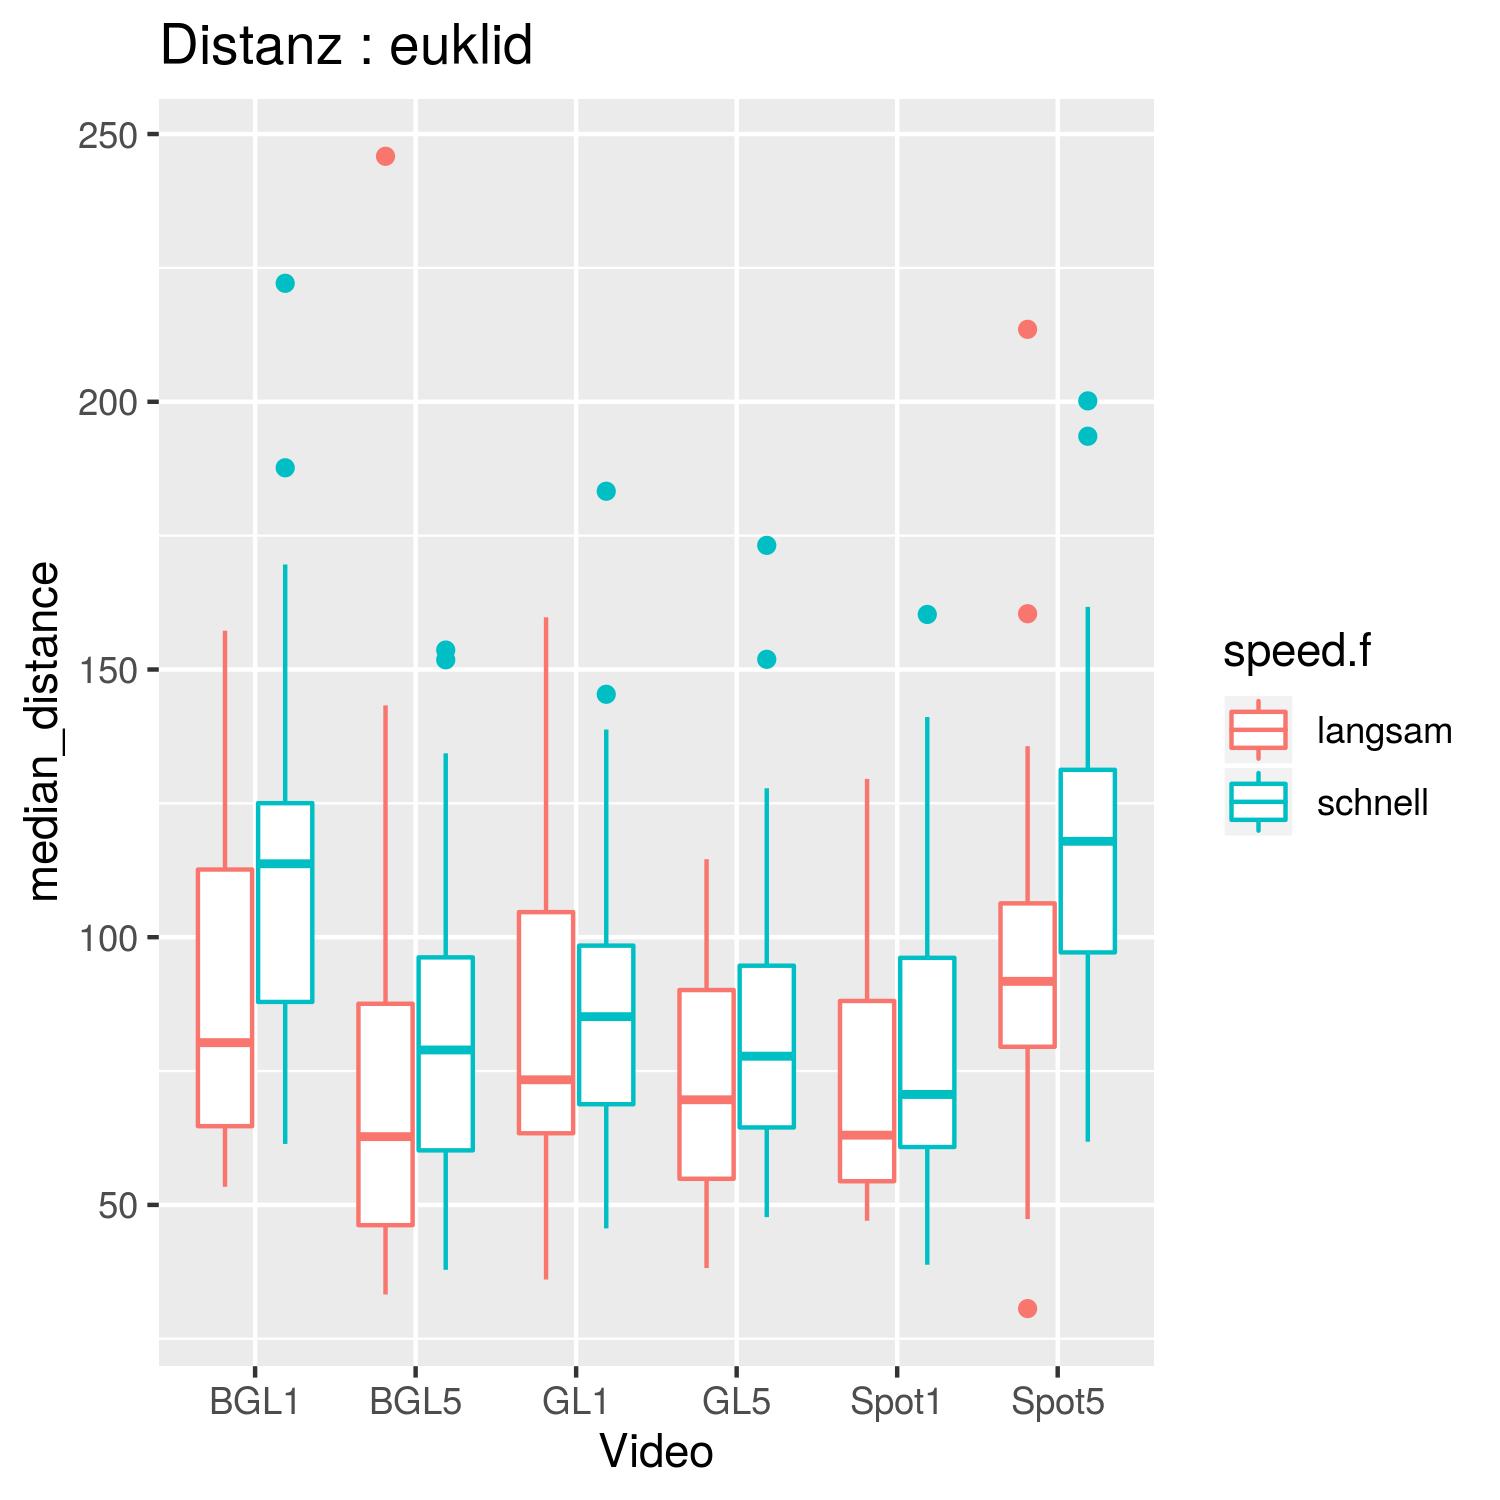 Distanz : euklid
250
200
150
100
50
median_distance
BGL1 BGL5 GL1 GL5 Spot1 Spot5
Video
speed.f
langsam
schnell